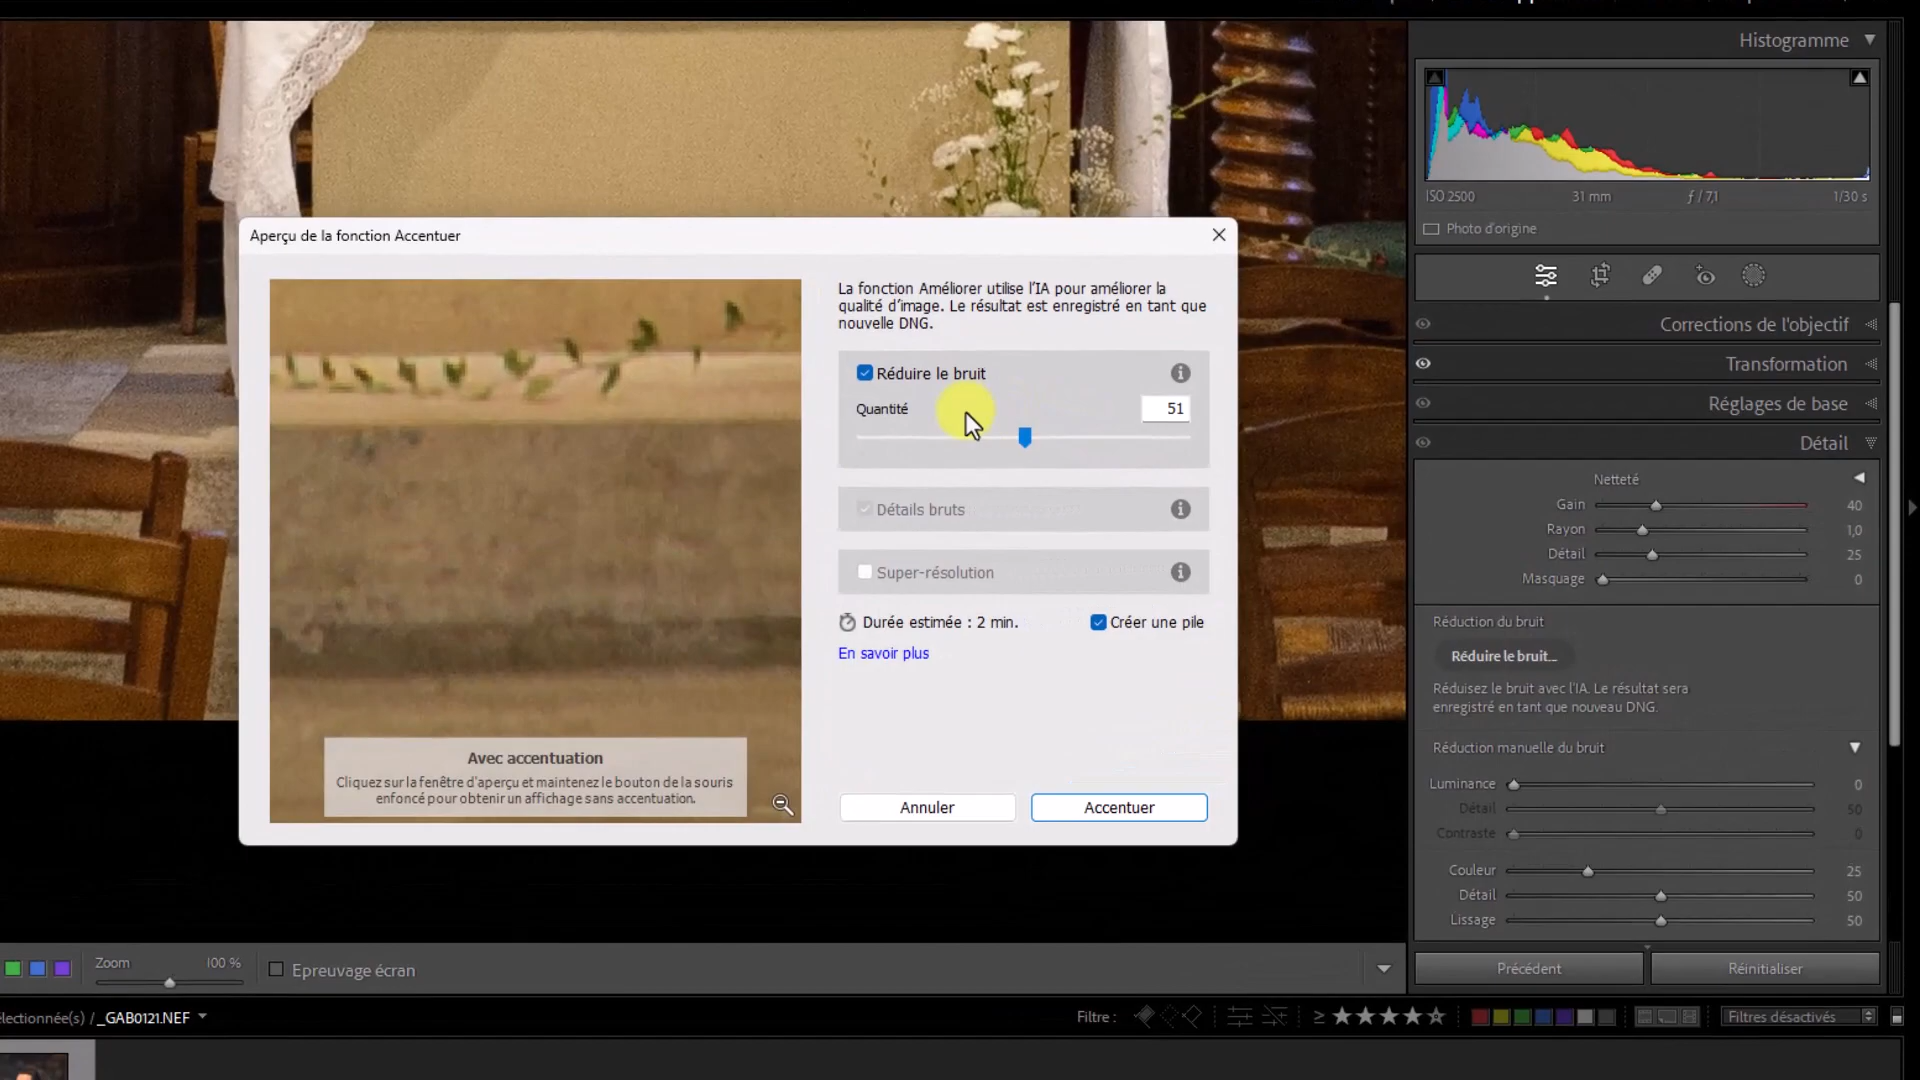 Histogramme
ISO 2500 31 mm ƒ / 7,1 1/30 s
Photo d'origine
Corrections de l'objectif
Transformation
Réglages de base
Détail
Netteté
Gain 40
Rayon 1,0
Détail 25
Masquage 0
Réduction du bruit
Réduire le bruit...
Réduisez le bruit avec l'IA. Le résultat sera
enregistré en tant que nouveau DNG.
Réduction manuelle du bruit
Luminance 0
Détail 50
Contraste 0
Couleur 25
Détail 50
Lissage 50
Précédent Réinitialiser
Aperçu de la fonction Accentuer
La fonction Améliorer utilise l'IA pour améliorer la
qualité d'image. Le résultat est enregistré en tant que
nouvelle DNG.
Réduire le bruit
Quantité 51
Détails bruts
Super-résolution
Durée estimée : 2 min. Créer une pile
En savoir plus
Avec accentuation
Cliquez sur la fenêtre d'aperçu et maintenez le bouton de la souris
enfoncé pour obtenir un affichage sans accentuation.
Annuler Accentuer
Zoom 100 % Epreuvage écran
électionnée(s) / _GAB0121.NEF
Filtre : ≥ Filtres désactivés